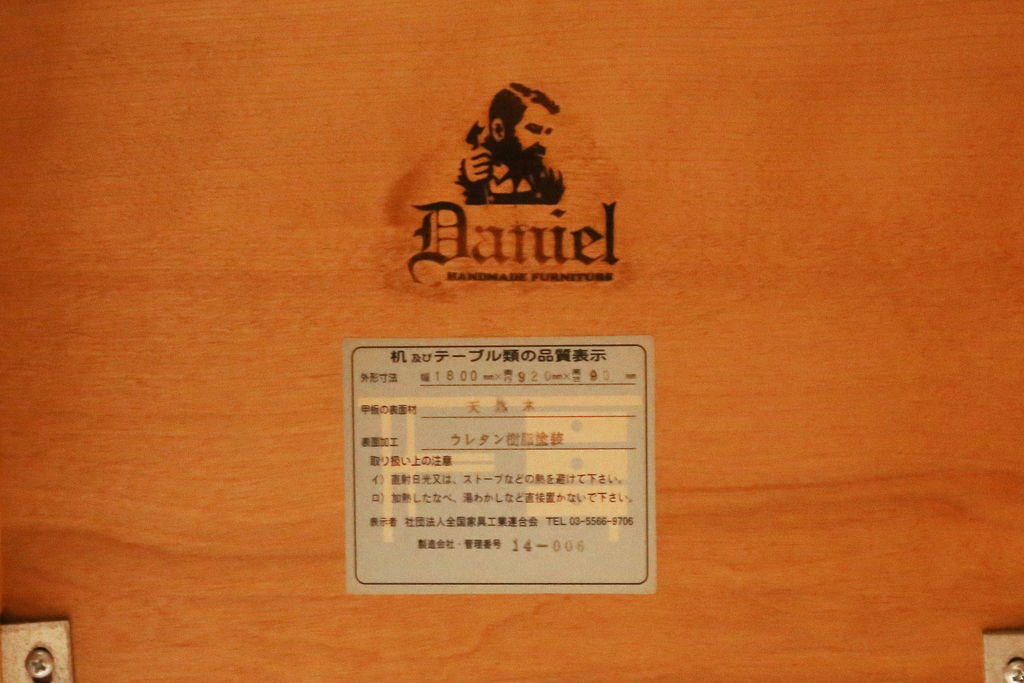 Daniel
HANDMADE FURNITURE
机及びテーブル類の品質表示
外形寸法 幅1800mm×奥行920mm×高さ90 mm
甲板の表面材 天然木
表面加工 ウレタン樹脂塗装
取り扱い上の注意
イ) 直射日光又は、ストーブなどの熱を避けて下さい。
ロ) 加熱したなべ、湯わかしなど直接置かないで下さい。
表示者 社団法人全国家具工業連合会 TEL 03-5566-9706
製造会社・管理番号 14-006